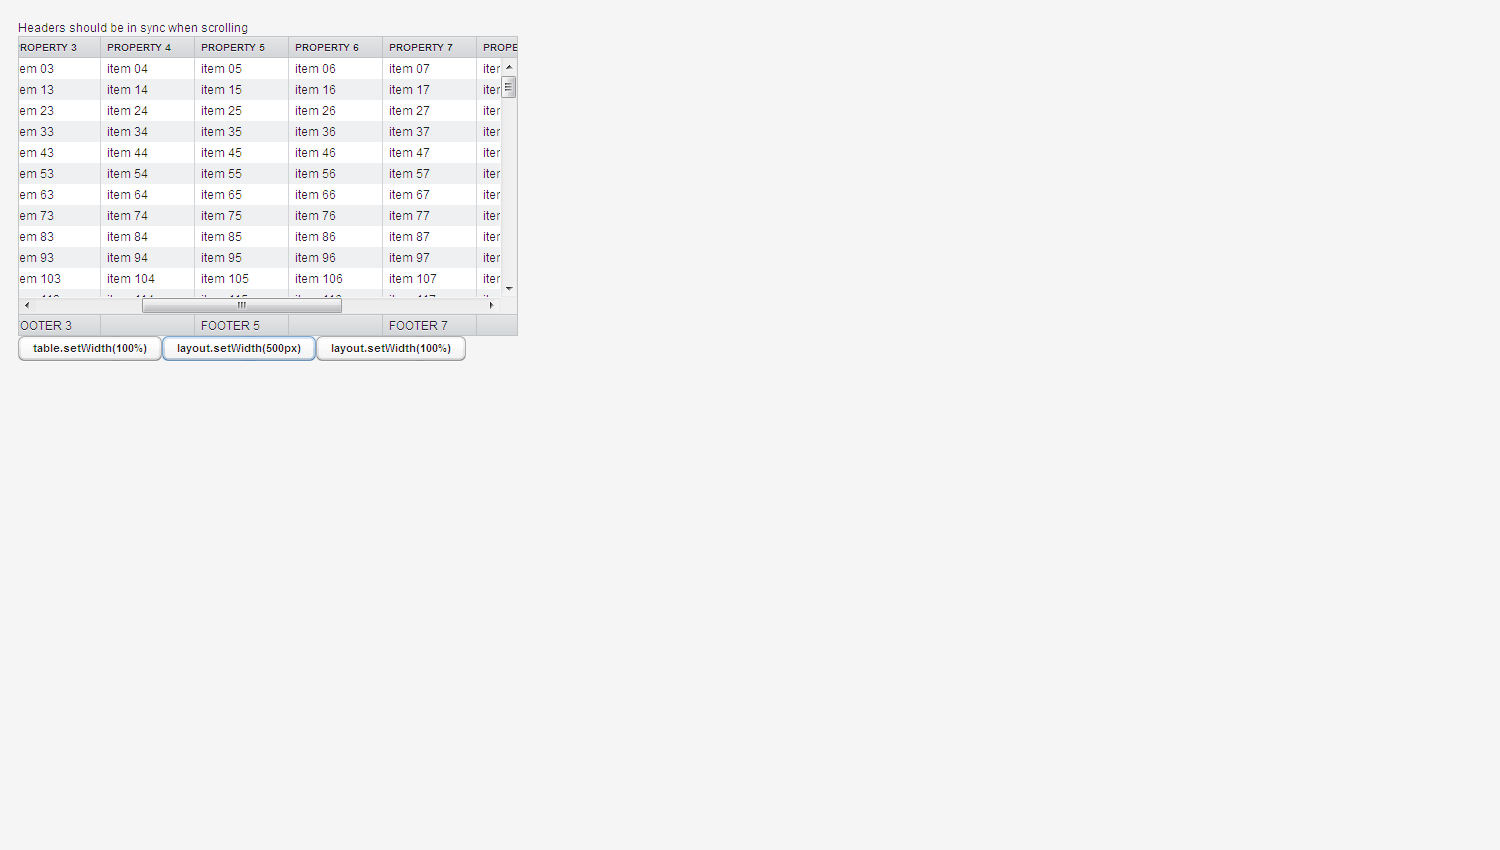 Headers should be in sync when scrolling
ROPERTY 3 PROPERTY 4 PROPERTY 5 PROPERTY 6 PROPERTY 7 PROPE
em 03 item 04 item 05 item 06 item 07 iter
em 13 item 14 item 15 item 16 item 17 iter
em 23 item 24 item 25 item 26 item 27 iter
em 33 item 34 item 35 item 36 item 37 iter
em 43 item 44 item 45 item 46 item 47 iter
em 53 item 54 item 55 item 56 item 57 iter
em 63 item 64 item 65 item 66 item 67 iter
em 73 item 74 item 75 item 76 item 77 iter
em 83 item 84 item 85 item 86 item 87 iter
em 93 item 94 item 95 item 96 item 97 iter
em 103 item 104 item 105 item 106 item 107 iter
OOTER 3 FOOTER 5 FOOTER 7
table.setWidth(100%) layout.setWidth(500px) layout.setWidth(100%)